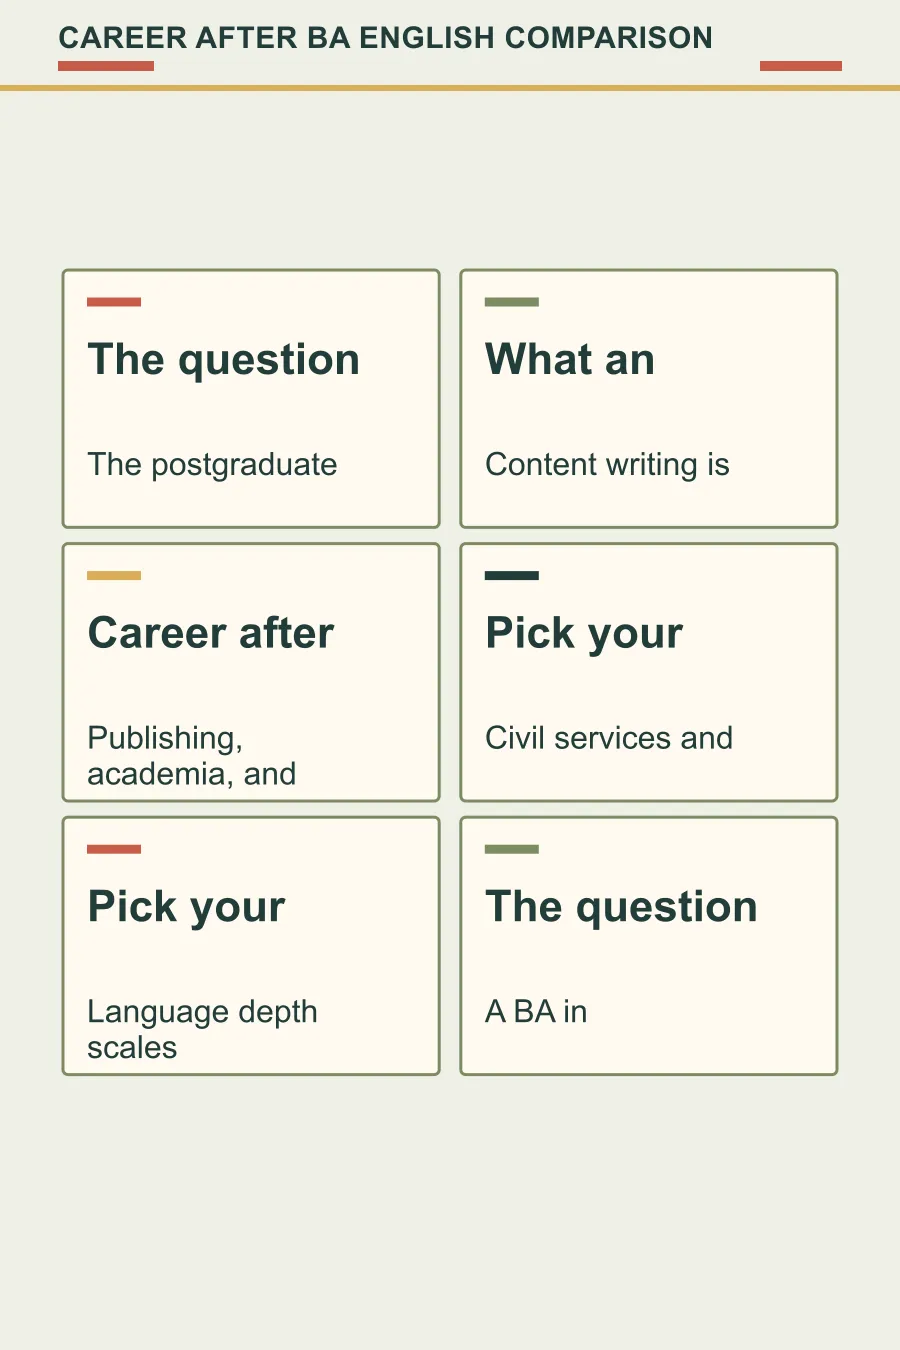 CAREER AFTER BA ENGLISH COMPARISON
The question
The postgraduate
What an
Content writing is
Career after
Publishing,
academia, and
Pick your
Civil services and
Pick your
Language depth
scales
The question
A BA in